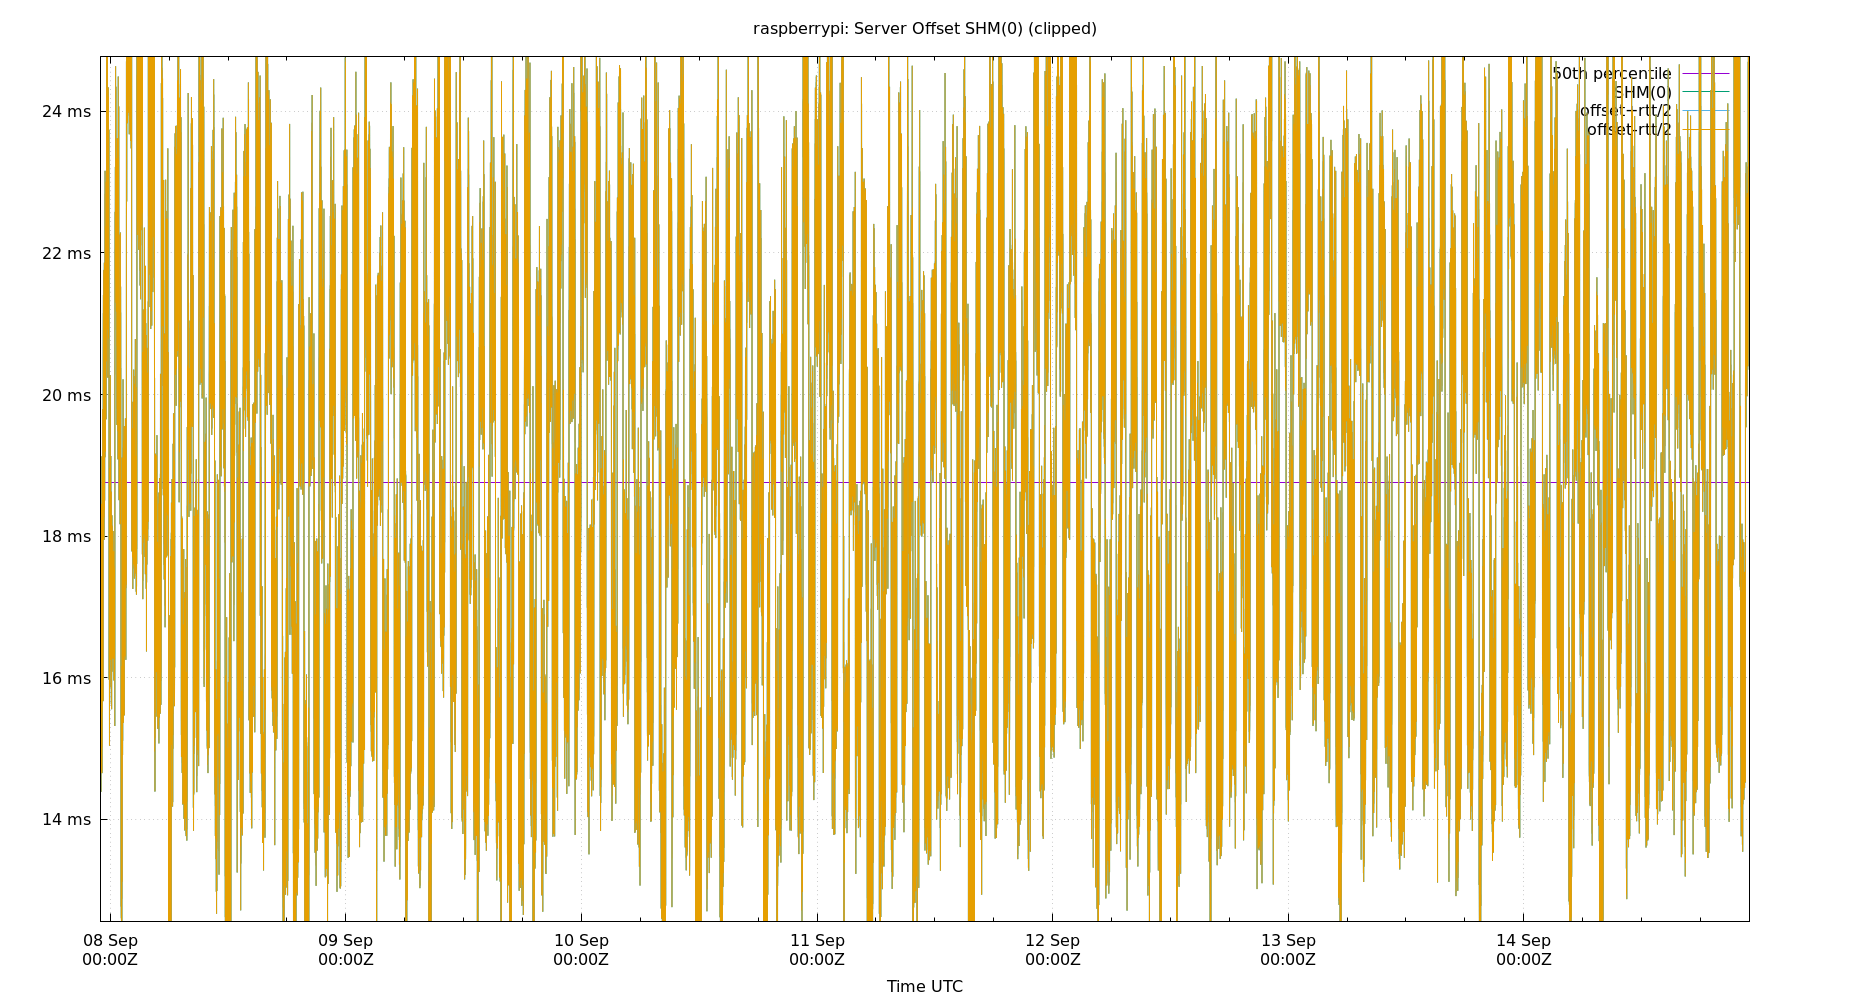 raspberrypi: Server Offset SHM(0) (clipped)
50th percentile
SHM(0)
offset+-rtt/2
offset-rtt/2
24 ms
22 ms
20 ms
18 ms
16 ms
14 ms
08 Sep 09 Sep 10 Sep 11 Sep 12 Sep 13 Sep 14 Sep
00:00Z 00:00Z 00:00Z 00:00Z 00:00Z 00:00Z 00:00Z
Time UTC